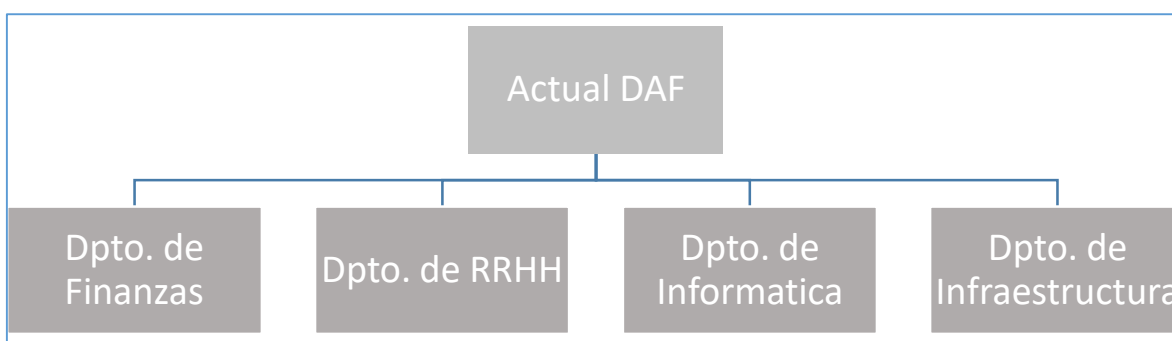 Actual DAF
Dpto. de
Finanzas
Dpto. de RRHH
Dpto. de
Informatica
Dpto. de
Infraestructura